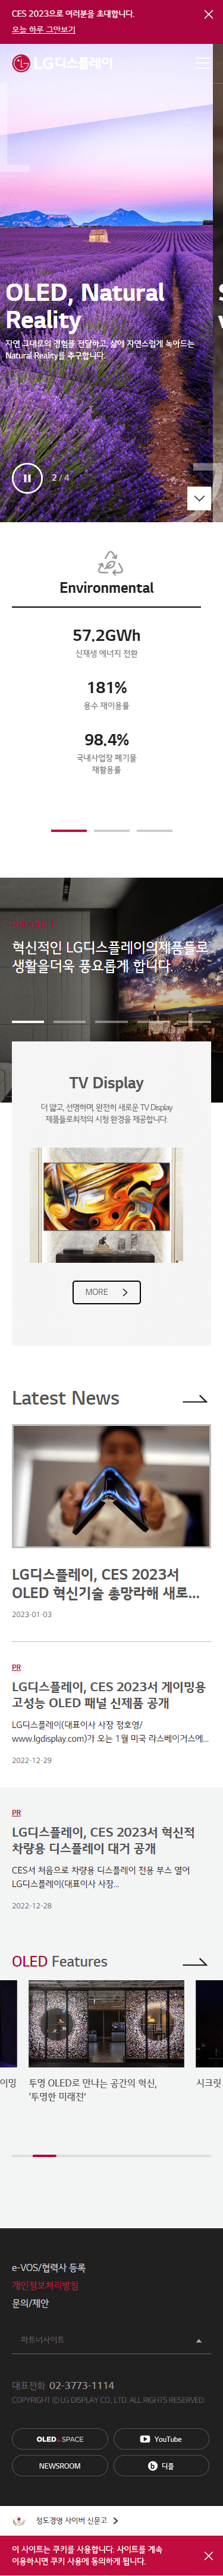 CES 2023으로 여러분을 초대합니다.
오늘 하루 그만보기
LG디스플레이
OLED, Natural
Reality
자연 그대로의 경험을 전달하고, 삶에 자연스럽게 녹아드는
Natural Reality를 추구합니다.
2 / 4
Environmental
57.2GWh
신재생 에너지 전환
181%
용수 재이용률
98.4%
국내사업장 폐기물
재활용률
혁신적인 LG디스플레이의제품들로
생활을더욱 풍요롭게 합니다.
TV Display
더 얇고, 선명하며, 완전히 새로운 TV Display
제품들로최적의 시청 환경을 제공합니다.
MORE
Latest News
LG디스플레이, CES 2023서
OLED 혁신기술 총망라해 새로...
2023-01-03
PR
LG디스플레이, CES 2023서 게이밍용
고성능 OLED 패널 신제품 공개
LG디스플레이(대표이사 사장 정호영/
www.lgdisplay.com)가 오는 1월 미국 라스베이거스에...
2022-12-29
PR
LG디스플레이, CES 2023서 혁신적
차량용 디스플레이 대거 공개
CES서 처음으로 차량용 디스플레이 전용 부스 열어
LG디스플레이(대표이사 사장...
2022-12-28
OLED Features
이밍
투명 OLED로 만나는 공간의 혁신,
'투명한 미래전'
시크릿
e-VOS/협력사 등록
개인정보처리방침
문의/제안
파트너사이트
대표전화 02-3773-1114
COPYRIGHT ⓒ LG DISPLAY CO., LTD. ALL RIGHTS RESERVED.
OLED SPACE
YouTube
NEWSROOM
디플
정도경영 사이버 신문고
이 사이트는 쿠키를 사용합니다. 사이트를 계속
이용하시면 쿠키 사용에 동의하게 됩니다.